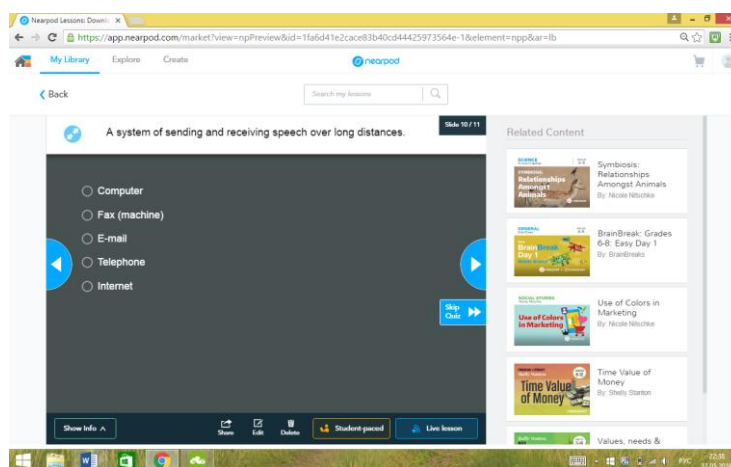 Nearpod Lessons: Downlo
https://app.nearpod.com/market?view=npPreview&id=1fa6d41e2cace83b40cd44425973564e-1&element=npp&ar=lb
My Library Explore Create nearpod
Back Search my lessons
A system of sending and receiving speech over long distances.
Slide 10 / 11
Computer
Fax (machine)
E-mail
Telephone
Internet
Skip
Quiz
Show Info Share Edit Delete Student-paced Live lesson
Related Content
SCIENCE
Relationships
Amongst
Animals
Symbiosis:
Relationships
Amongst Animals
By: Nicole Nitschke
GENERAL
BrainBreak
Day 1
BrainBreak: Grades
6-8: Easy Day 1
By: BrainBreaks
SOCIAL STUDIES
Use of Colors
in Marketing
Use of Colors in
Marketing
By: Nicole Nitschke
Time Value
of Money
Time Value of
Money
By: Shelly Stanton
Values, needs &
РУС
22:38